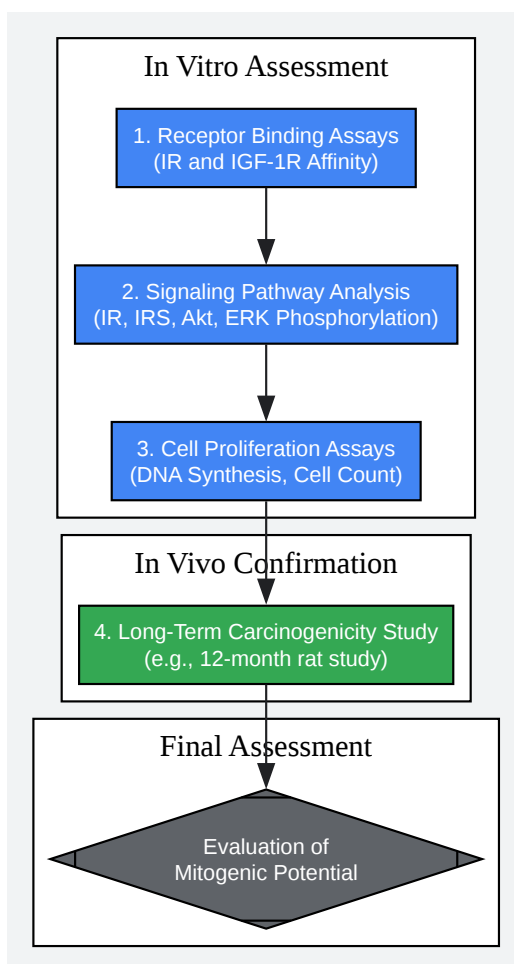 In Vitro Assessment
1. Receptor Binding Assays
(IR and IGF-1R Affinity)
2. Signaling Pathway Analysis
(IR, IRS, Akt, ERK Phosphorylation)
3. Cell Proliferation Assays
(DNA Synthesis, Cell Count)
In Vivo Confirmation
4. Long-Term Carcinogenicity Study
(e.g., 12-month rat study)
Final Assessment
Evaluation of
Mitogenic Potential